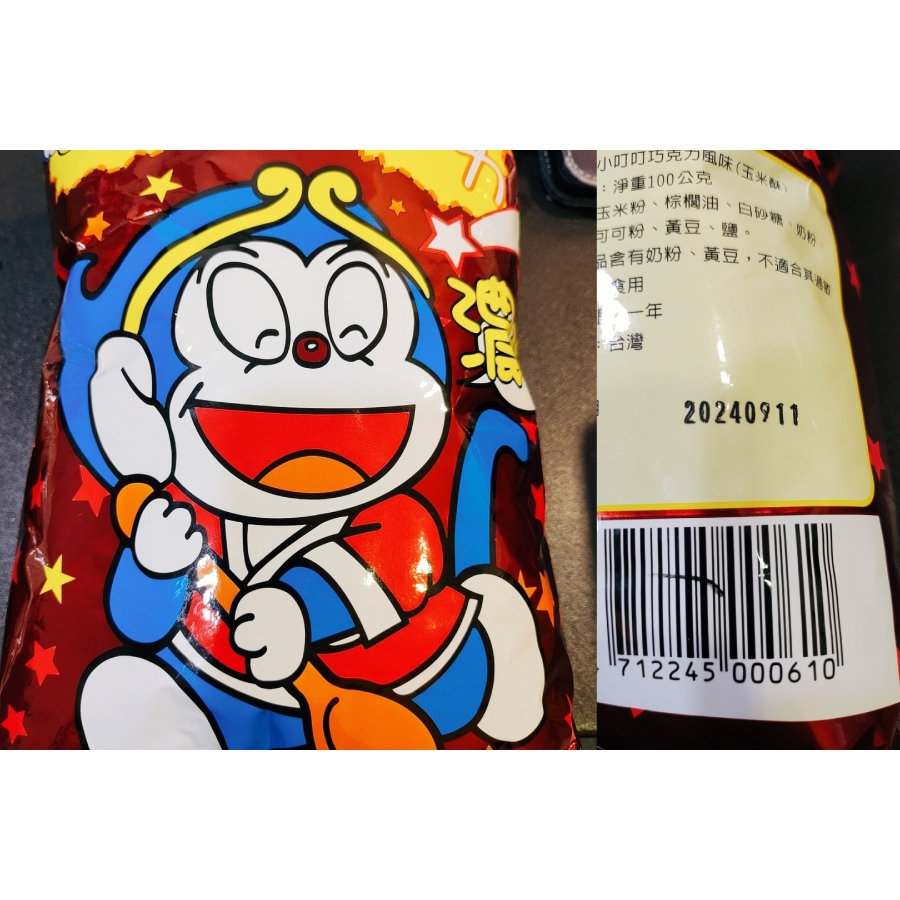 濃
小叮叮巧克力風味(玉米酥)
：淨重100公克
玉米粉、棕櫚油、白砂糖、奶粉、
可可粉、黃豆、鹽。
品含有奶粉、黃豆，不適合其過敏
食用
一年
：台灣
20240911
712245 000610